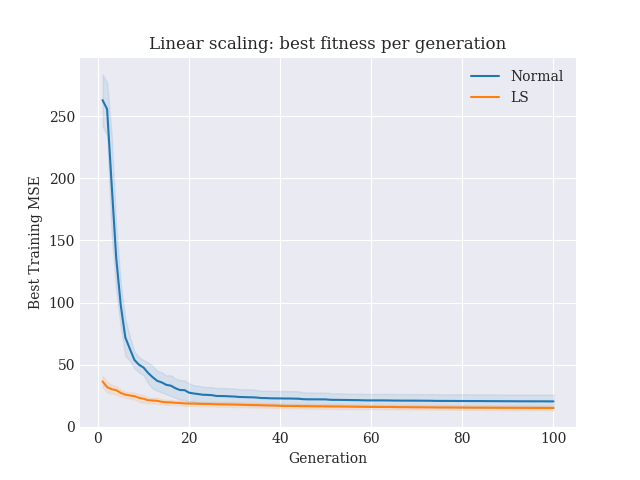 Linear scaling: best fitness per generation
Normal
LS
Best Training MSE
250
200
150
100
50
0
0 20 40 60 80 100
Generation